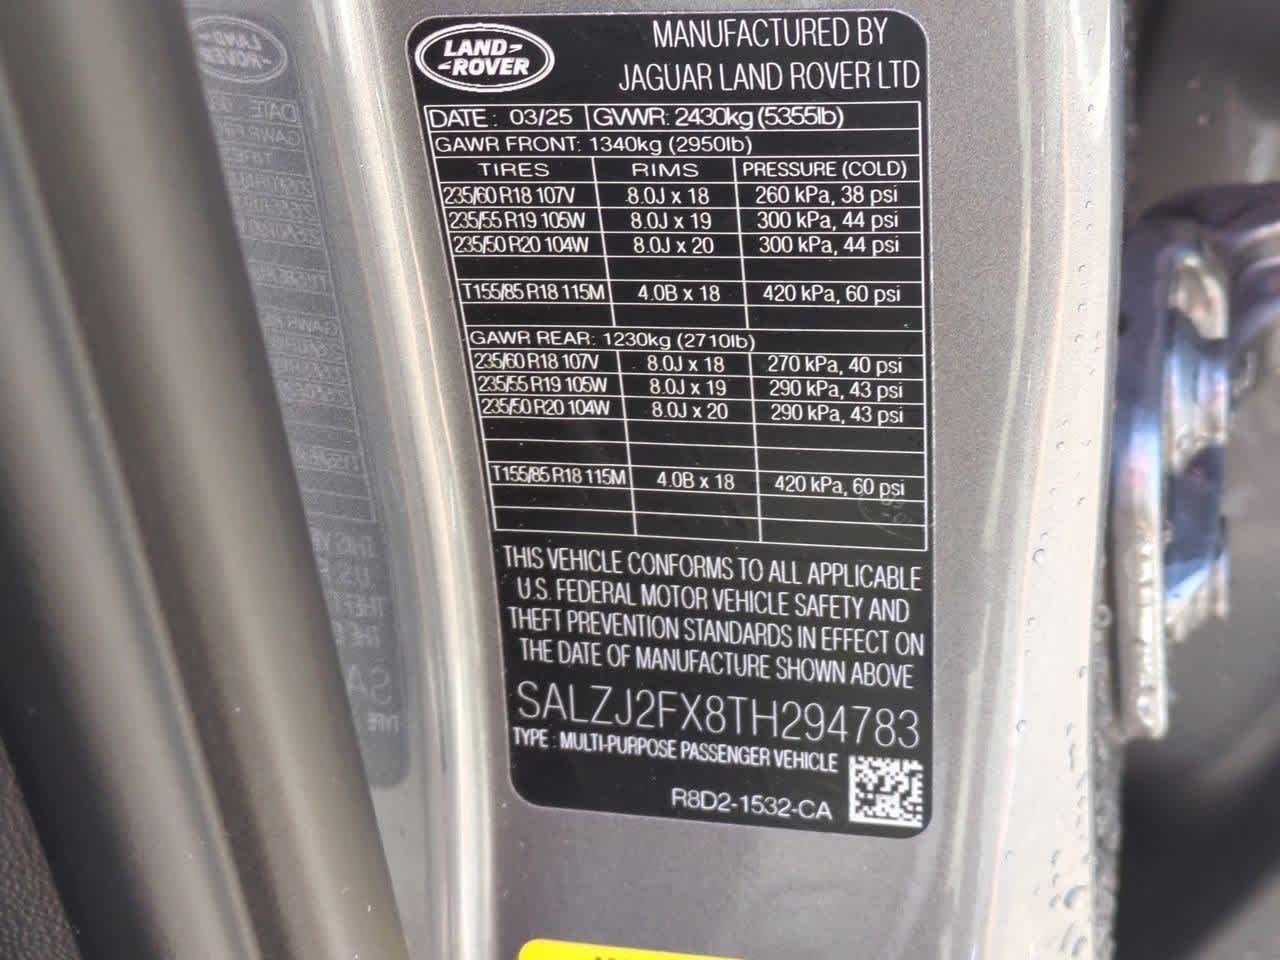 LAND-
-ROVER
MANUFACTURED BY
JAGUAR LAND ROVER LTD
DATE: 03/25 GVWR: 2430kg (5355lb)
GAWR FRONT: 1340kg (2950lb)
TIRES RIMS PRESSURE (COLD)
235/60 R18 107V 8.0J x 18 260 kPa, 38 psi
235/55 R19 105W 8.0J x 19 300 kPa, 44 psi
235/50 R20 104W 8.0J x 20 300 kPa, 44 psi
T155/85 R18 115M 4.0B x 18 420 kPa, 60 psi
GAWR REAR: 1230kg (2710lb)
235/60 R18 107V 8.0J x 18 270 kPa, 40 psi
235/55 R19 105W 8.0J x 19 290 kPa, 43 psi
235/50 R20 104W 8.0J x 20 290 kPa, 43 psi
T155/85 R18 115M 4.0B x 18 420 kPa, 60 psi
THIS VEHICLE CONFORMS TO ALL APPLICABLE
U.S. FEDERAL MOTOR VEHICLE SAFETY AND
THEFT PREVENTION STANDARDS IN EFFECT ON
THE DATE OF MANUFACTURE SHOWN ABOVE
SALZJ2FX8TH294783
TYPE : MULTI-PURPOSE PASSENGER VEHICLE
R8D2-1532-CA